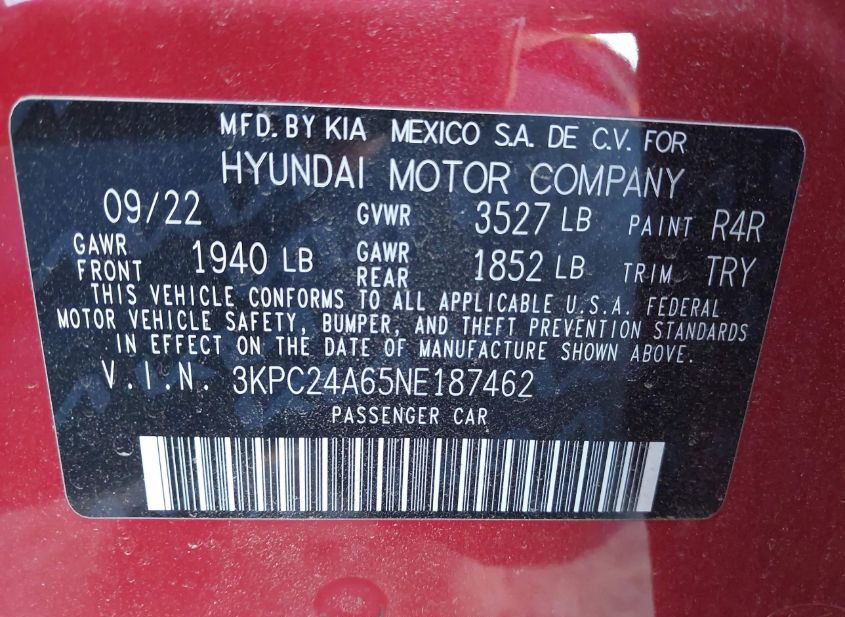 MFD. BY KIA MEXICO S.A. DE C.V. FOR
HYUNDAI MOTOR COMPANY
09/22 GVWR 3527 LB PAINT R4R
GAWR FRONT 1940 LB GAWR REAR 1852 LB TRIM TRY
THIS VEHICLE CONFORMS TO ALL APPLICABLE U.S.A. FEDERAL
MOTOR VEHICLE SAFETY, BUMPER, AND THEFT PREVENTION STANDARDS
IN EFFECT ON THE DATE OF MANUFACTURE SHOWN ABOVE.
V.I.N. 3KPC24A65NE187462
PASSENGER CAR